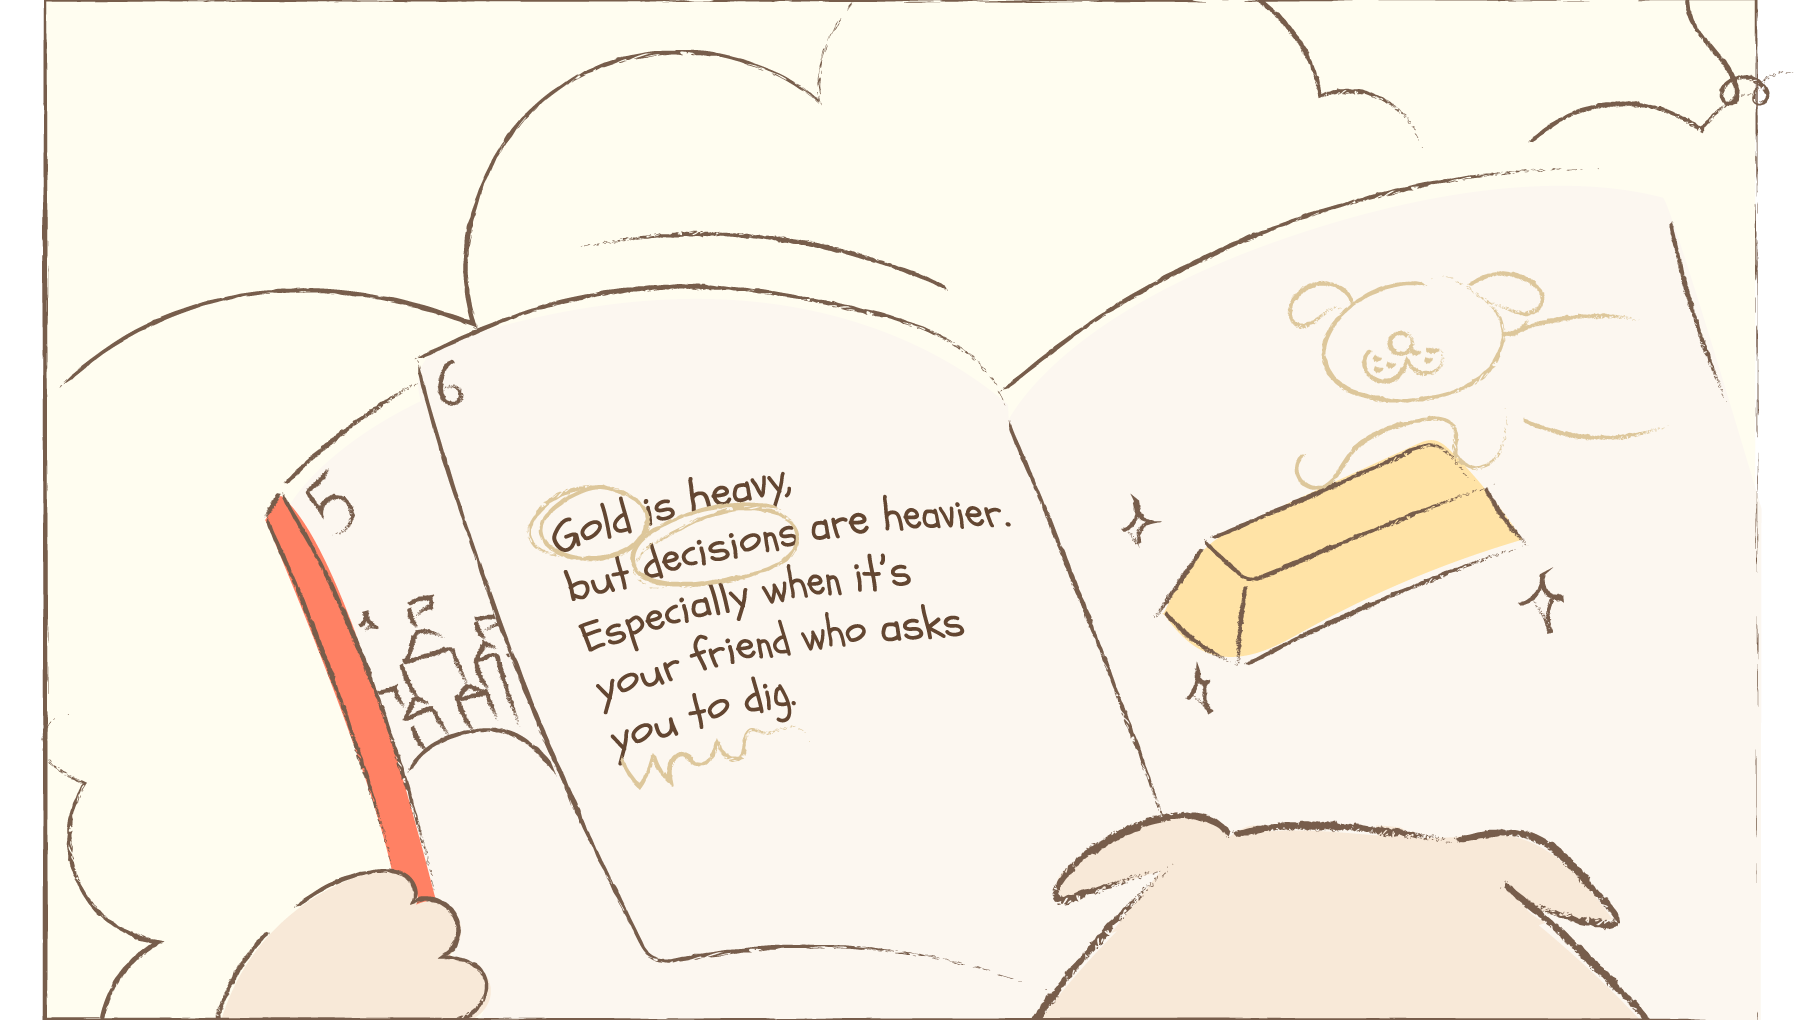 6
5
Gold is heavy,
but decisions are heavier.
Especially when it's
your friend who asks
you to dig.